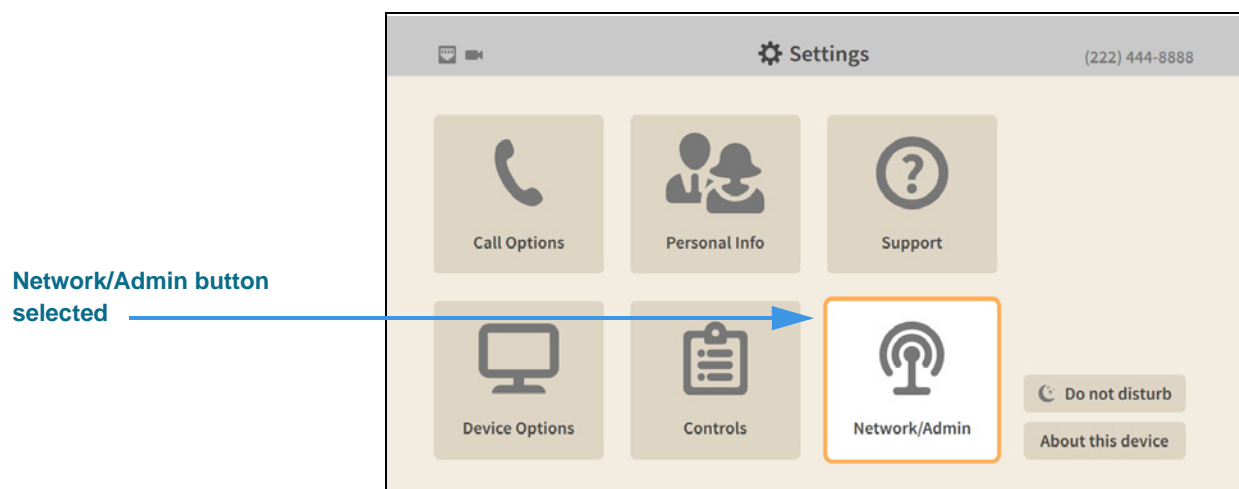 Settings
(222) 444-8888
Call Options
Personal Info
Support
Network/Admin button
selected
Device Options
Controls
Network/Admin
Do not disturb
About this device